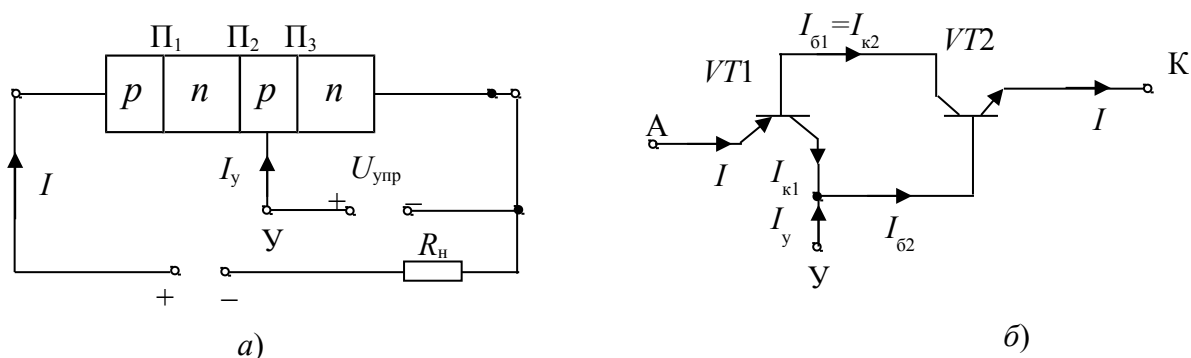 П₁ П₂ П₃
p n p n
I
Iу
Uупр
+ −
У
Rн
+ −
а)
Iб1=Iк2
VT1
VT2
К
А
I
I
Iк1
Iу
Iб2
У
б)